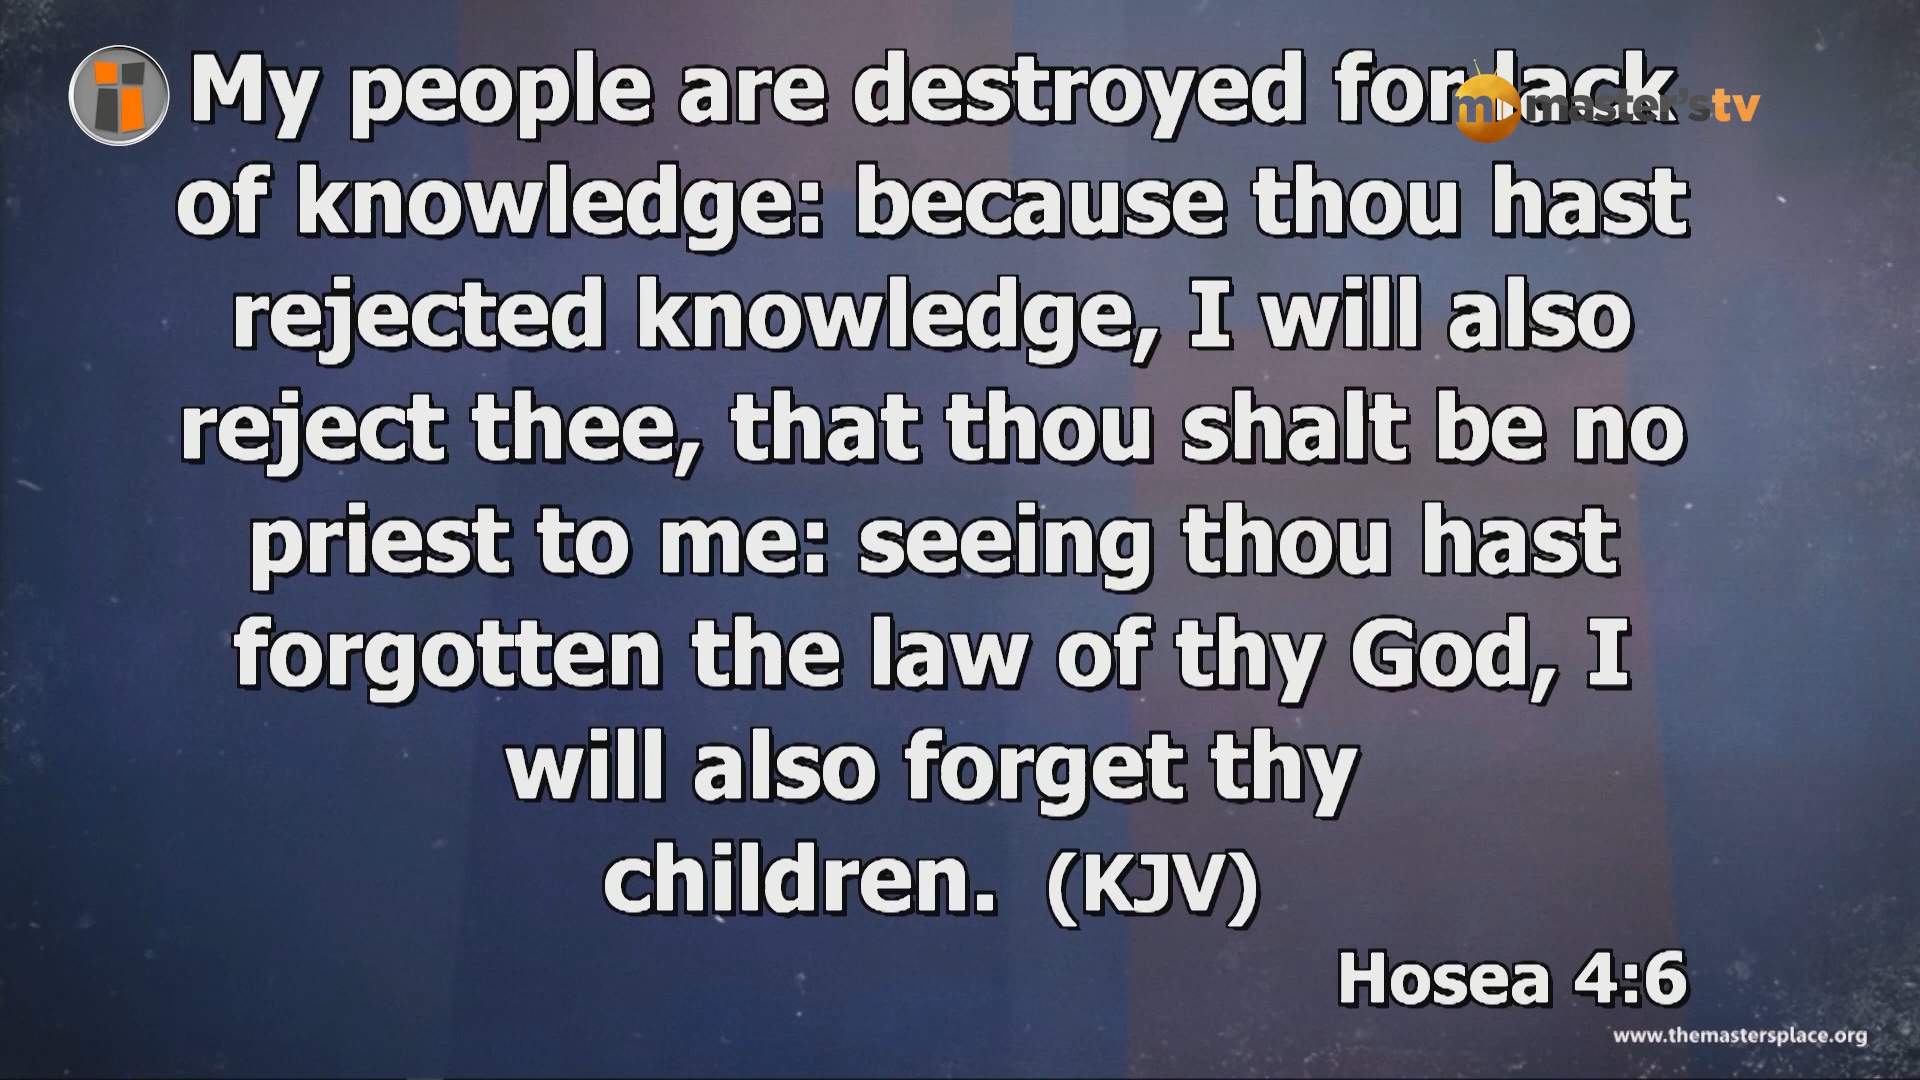 My people are destroyed for lack
of knowledge: because thou hast
rejected knowledge, I will also
reject thee, that thou shalt be no
priest to me: seeing thou hast
forgotten the law of thy God, I
will also forget thy
children. (KJV)
Hosea 4:6
master'stv
www.themastersplace.org